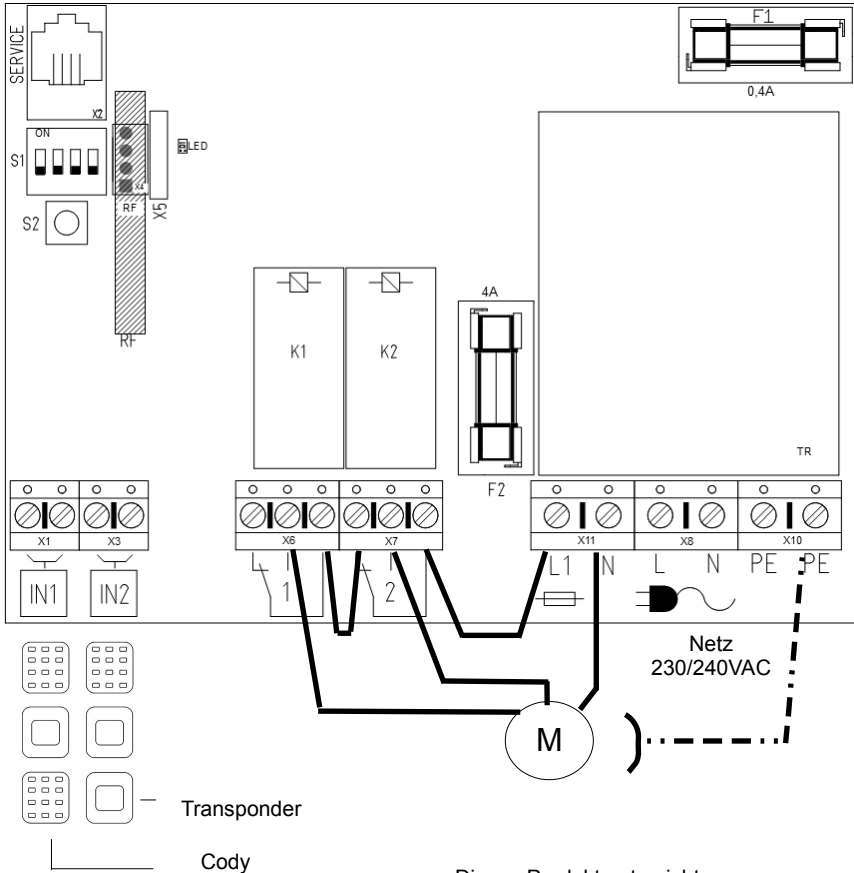 SERVICE
X2
F1
0,4A
ON
S1
X4
RF
X5
LED
S2
RF
K1
K2
4A
F2
TR
X1
X3
X6
X7
X11
X8
X10
IN1
IN2
1
2
L1
N
L
N
PE
PE
Netz
230/240VAC
M
Transponder
Cody